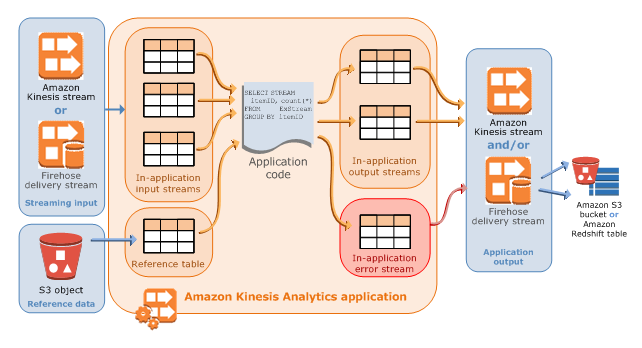 Amazon
Kinesis stream
or
Firehose
delivery stream
Streaming input
S3 object
Reference data
In-application
input streams
Reference table
SELECT STREAM
itemID, count(*)
FROM ExStream
GROUP BY itemID
Application
code
In-application
output streams
In-application
error stream
Amazon Kinesis Analytics application
Amazon
Kinesis stream
and/or
Firehose
delivery stream
Application
output
Amazon S3
bucket or
Amazon
Redshift table